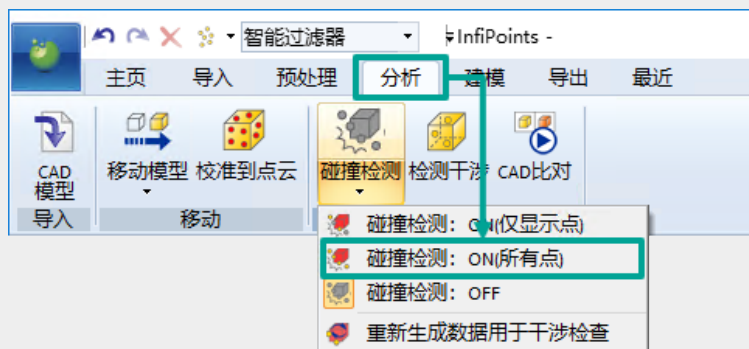 智能过滤器
InfiPoints -
主页 导入 预处理 分析 建模 导出 最近
CAD
模型
移动模型 校准到点云 碰撞检测 检测干涉 CAD比对
导入 移动
碰撞检测：ON(仅显示点)
碰撞检测：ON(所有点)
碰撞检测：OFF
重新生成数据用于干涉检查